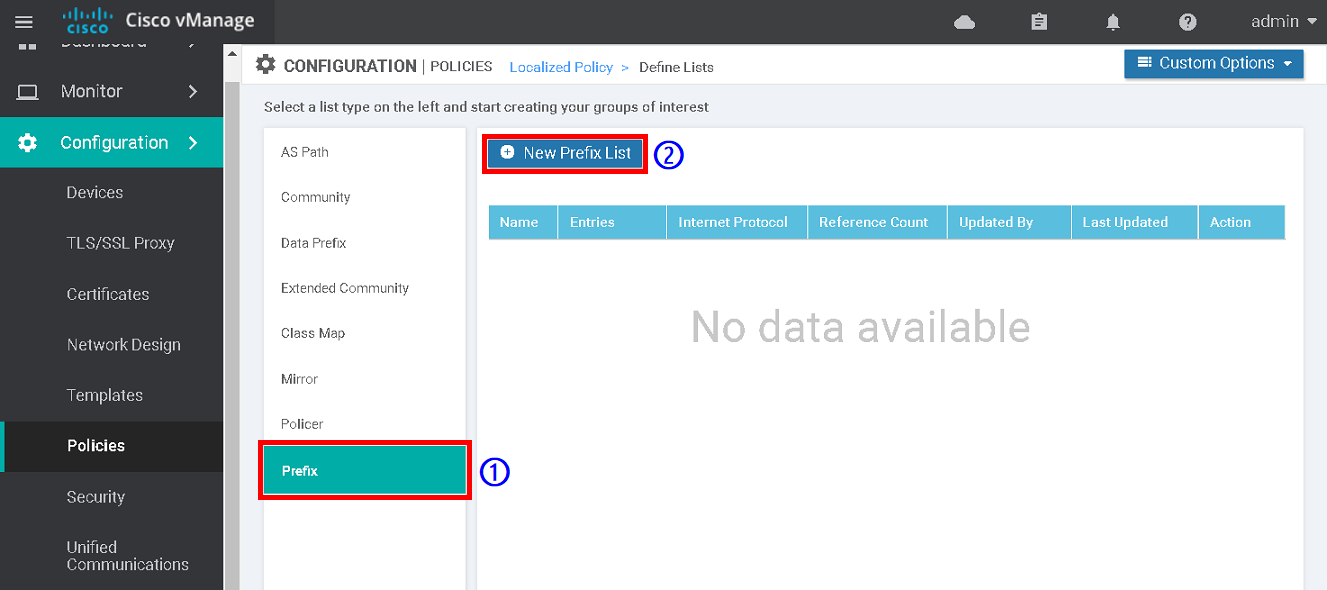 cisco Cisco vManage
admin
Dashboard
Monitor
Configuration
Devices
TLS/SSL Proxy
Certificates
Network Design
Templates
Policies
Security
Unified
Communications
CONFIGURATION | POLICIES Localized Policy > Define Lists
Custom Options
Select a list type on the left and start creating your groups of interest
AS Path
Community
Data Prefix
Extended Community
Class Map
Mirror
Policer
Prefix ①
New Prefix List ②
Name Entries Internet Protocol Reference Count Updated By Last Updated Action
No data available